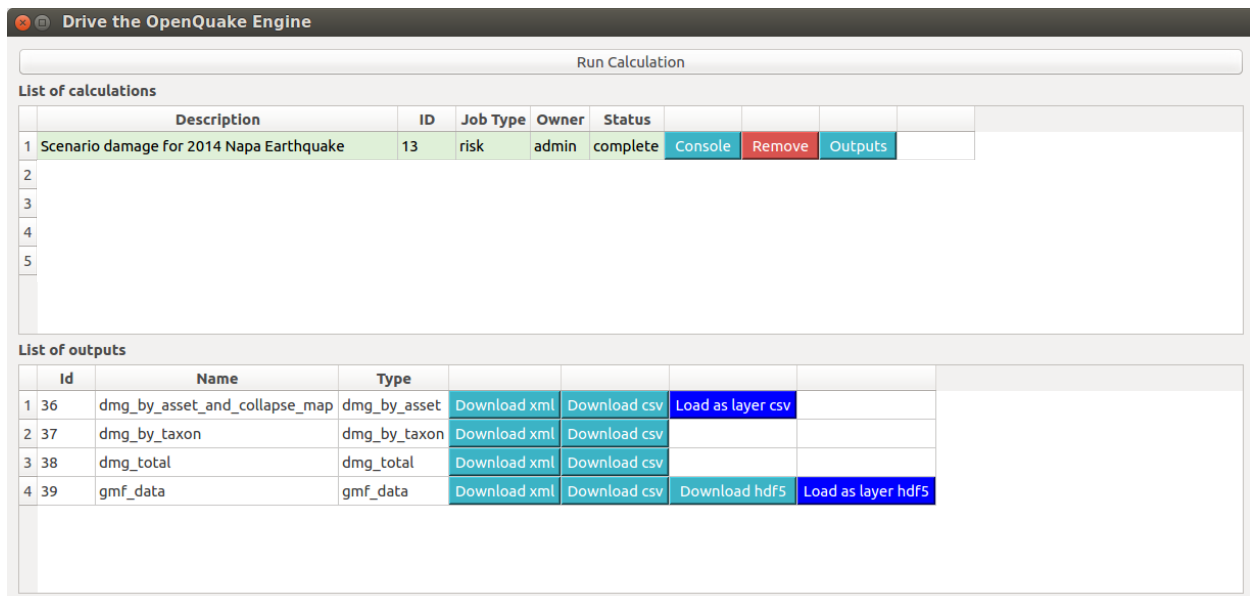 Drive the OpenQuake Engine
Run Calculation
List of calculations
Description ID Job Type Owner Status
1 Scenario damage for 2014 Napa Earthquake 13 risk admin complete Console Remove Outputs
2
3
4
5
List of outputs
Id Name Type
1 36 dmg_by_asset_and_collapse_map dmg_by_asset Download xml Download csv Load as layer csv
2 37 dmg_by_taxon dmg_by_taxon Download xml Download csv
3 38 dmg_total dmg_total Download xml Download csv
4 39 gmf_data gmf_data Download xml Download csv Download hdf5 Load as layer hdf5